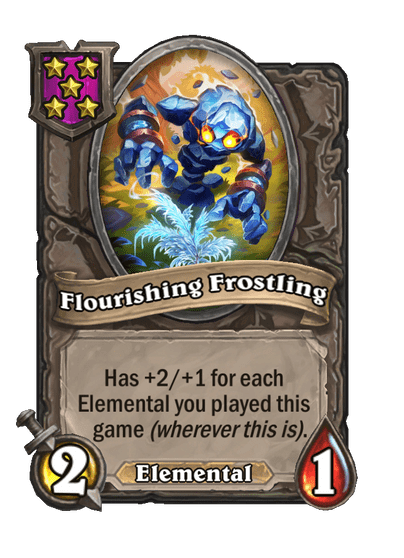 Flourishing Frostling
Has +2/+1 for each
Elemental you played this
game (wherever this is).
2
Elemental
1